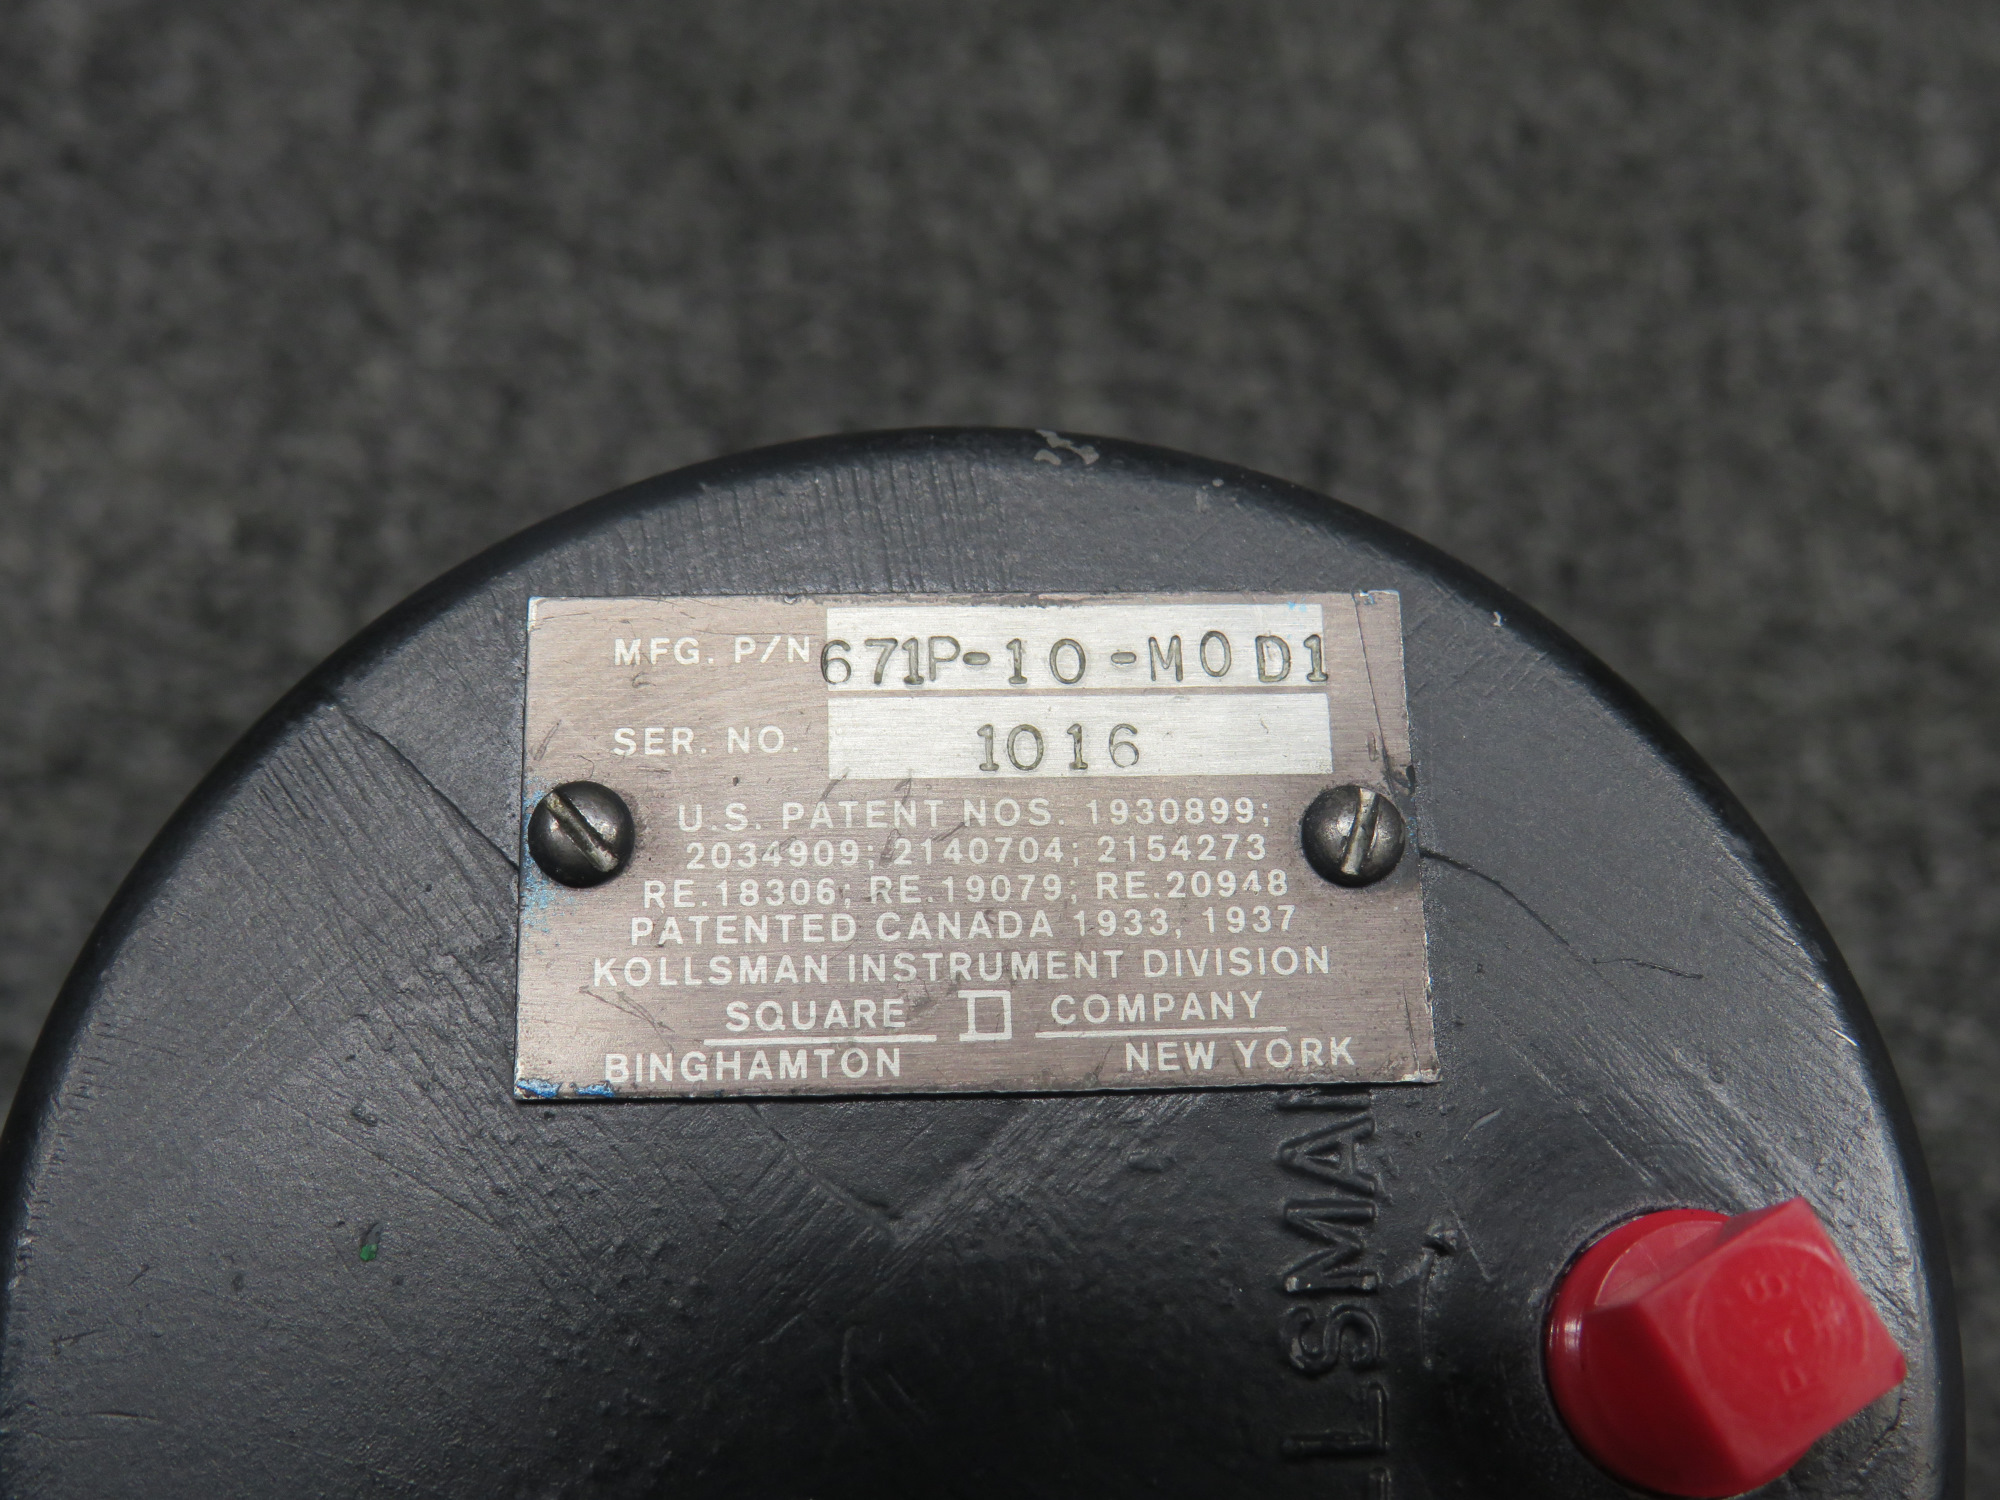 MFG. P/N 671P-10-MOD1
SER. NO. 1016
U.S. PATENT NOS. 1930899;
2034909; 2140704; 2154273
RE.18306; RE.19079; RE.20948
PATENTED CANADA 1933, 1937
KOLLSMAN INSTRUMENT DIVISION
SQUARE D COMPANY
BINGHAMTON NEW YORK
LLSMAN